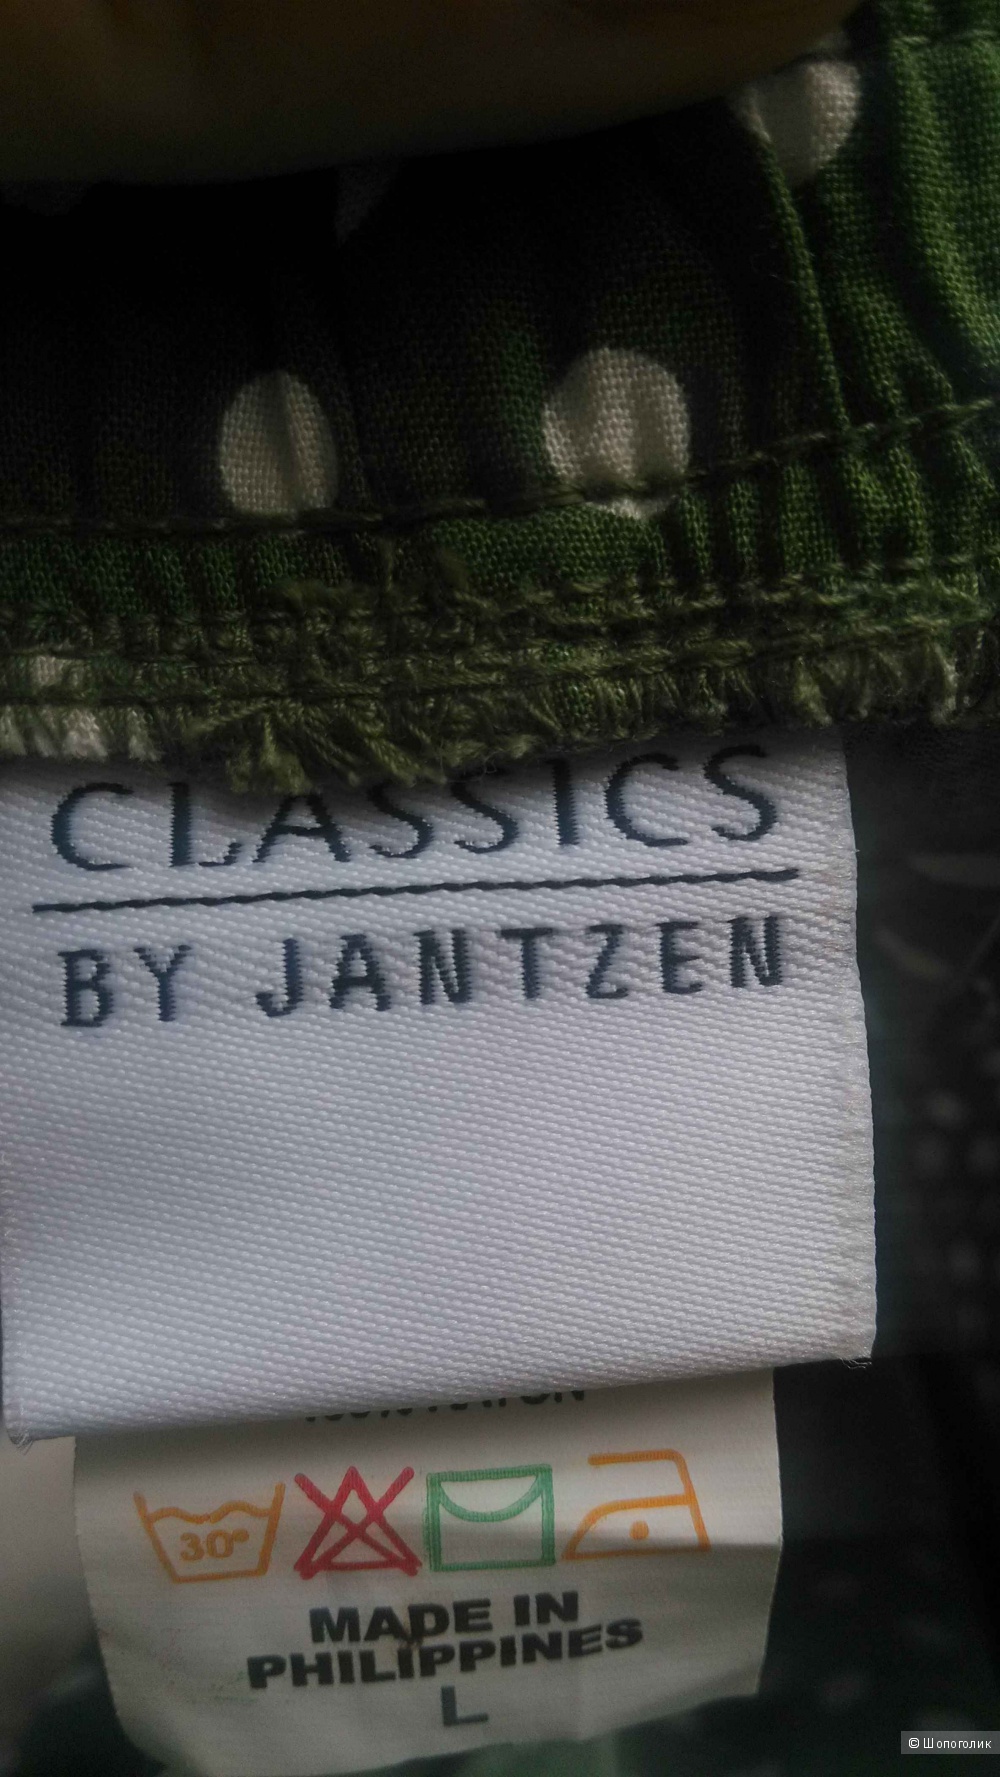 CLASSICS
BY JANTZEN
30°
MADE IN
PHILIPPINES
L
© Шопоголик